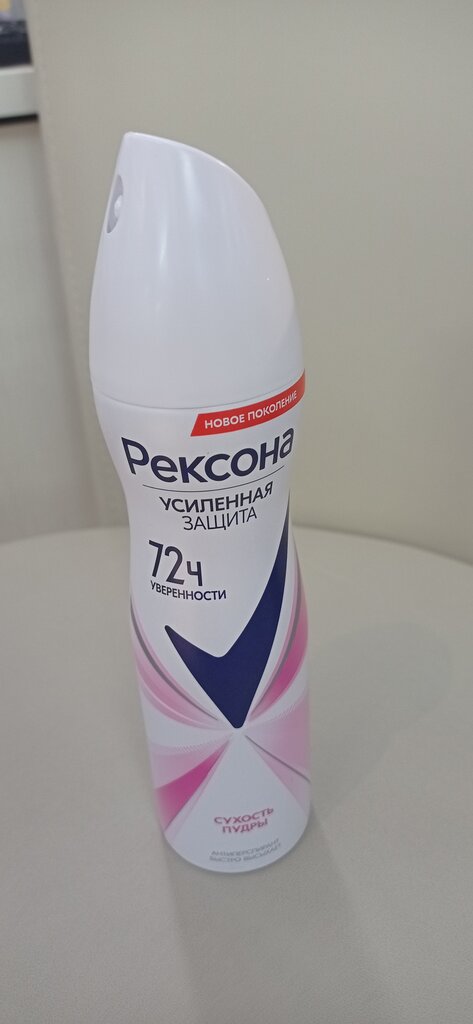 НОВОЕ ПОКОЛЕНИЕ
Рексона
УСИЛЕННАЯ
ЗАЩИТА
72ч
УВЕРЕННОСТИ
СУХОСТЬ
ПУДРЫ
АНТИПЕРСПИРАНТ
БЫСТРО ВЫСЫХАЕТ